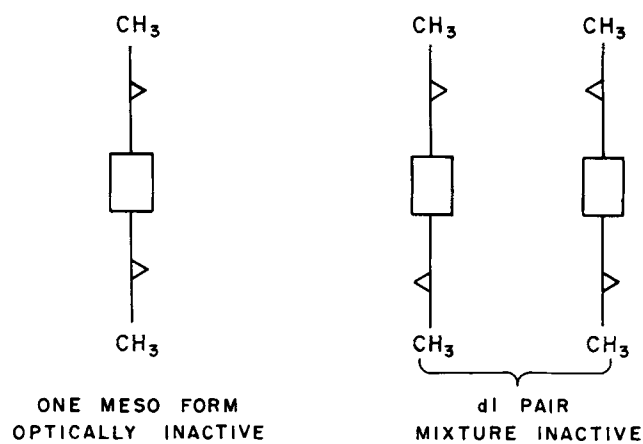 CH3
CH3 CH3
CH3
CH3 CH3
ONE MESO FORM
OPTICALLY INACTIVE
dl PAIR
MIXTURE INACTIVE